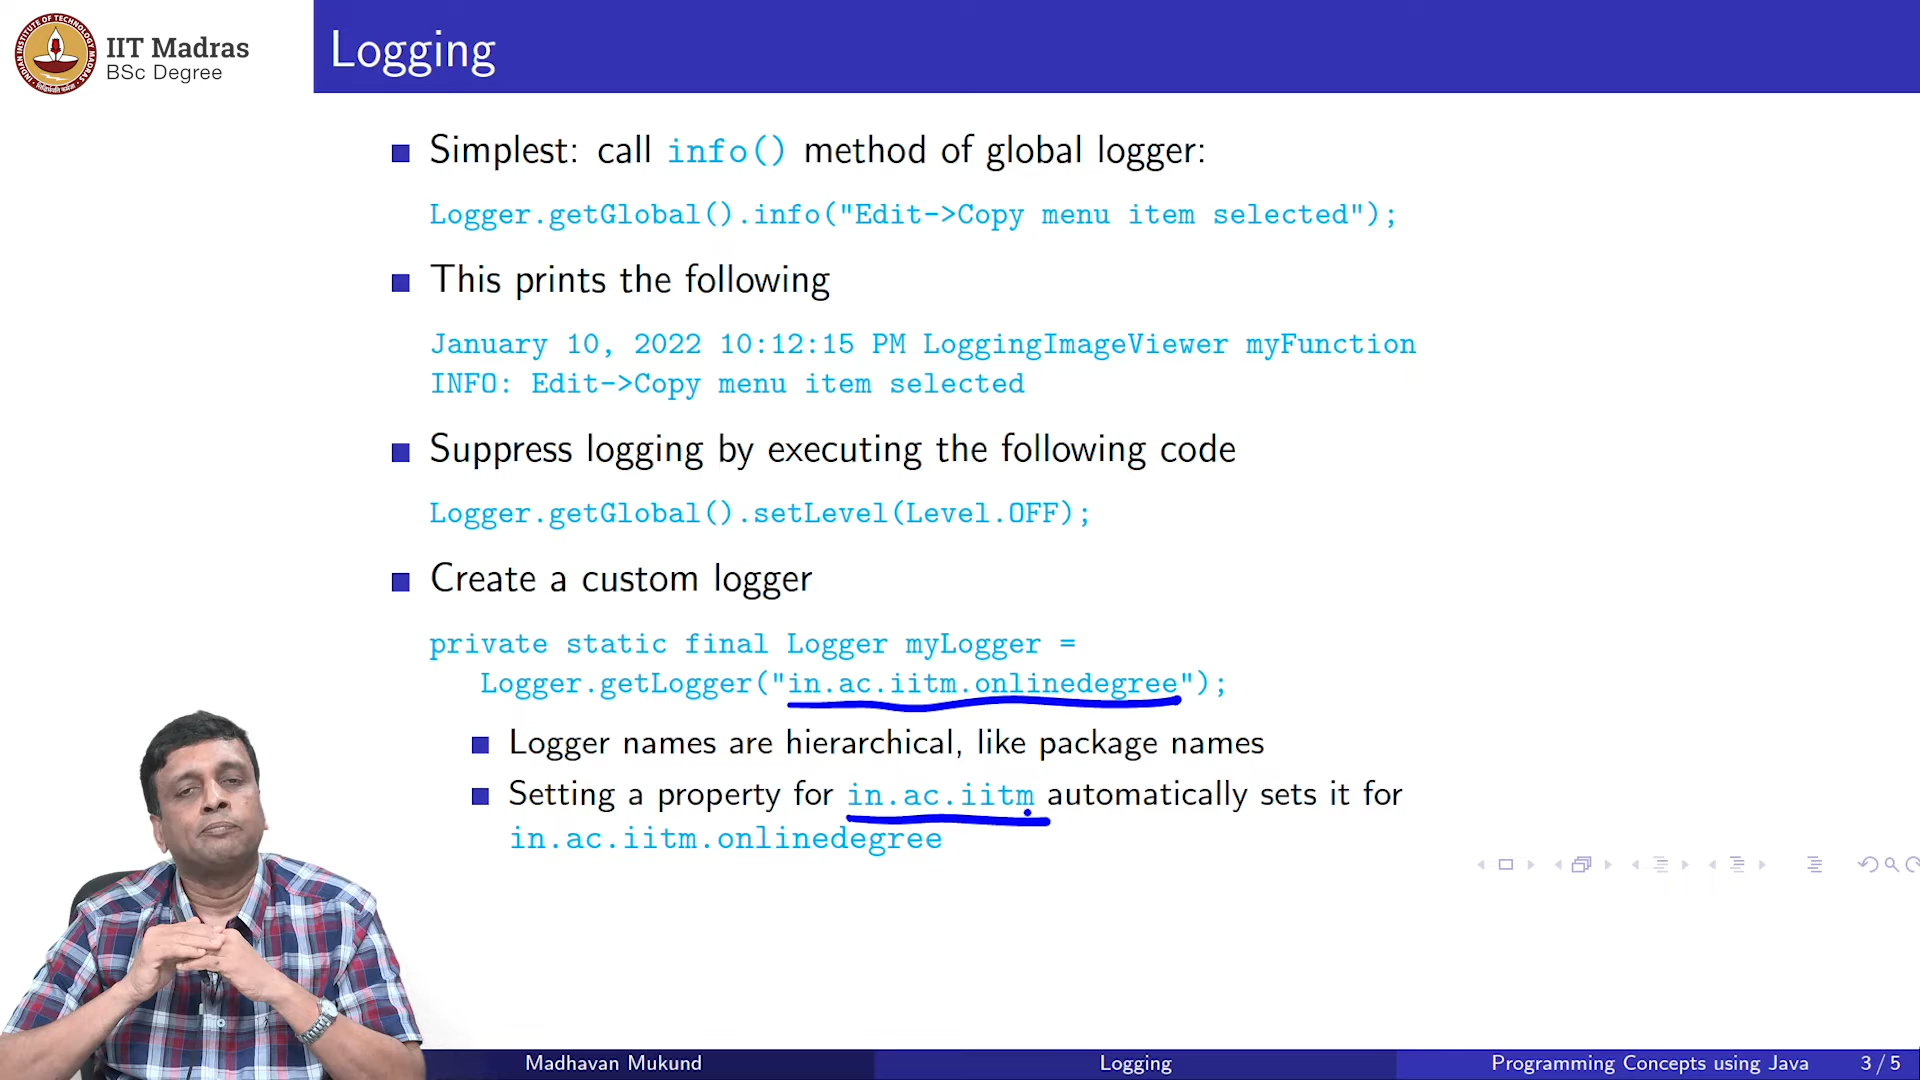 IIT Madras
BSc Degree
Logging
Simplest: call info() method of global logger:
Logger.getGlobal().info("Edit->Copy menu item selected");
This prints the following
January 10, 2022 10:12:15 PM LoggingImageViewer myFunction
INFO: Edit->Copy menu item selected
Suppress logging by executing the following code
Logger.getGlobal().setLevel(Level.OFF);
Create a custom logger
private static final Logger myLogger =
Logger.getLogger("in.ac.iitm.onlinedegree");
Logger names are hierarchical, like package names
Setting a property for in.ac.iitm automatically sets it for
in.ac.iitm.onlinedegree
Madhavan Mukund Logging Programming Concepts using Java 3 / 5